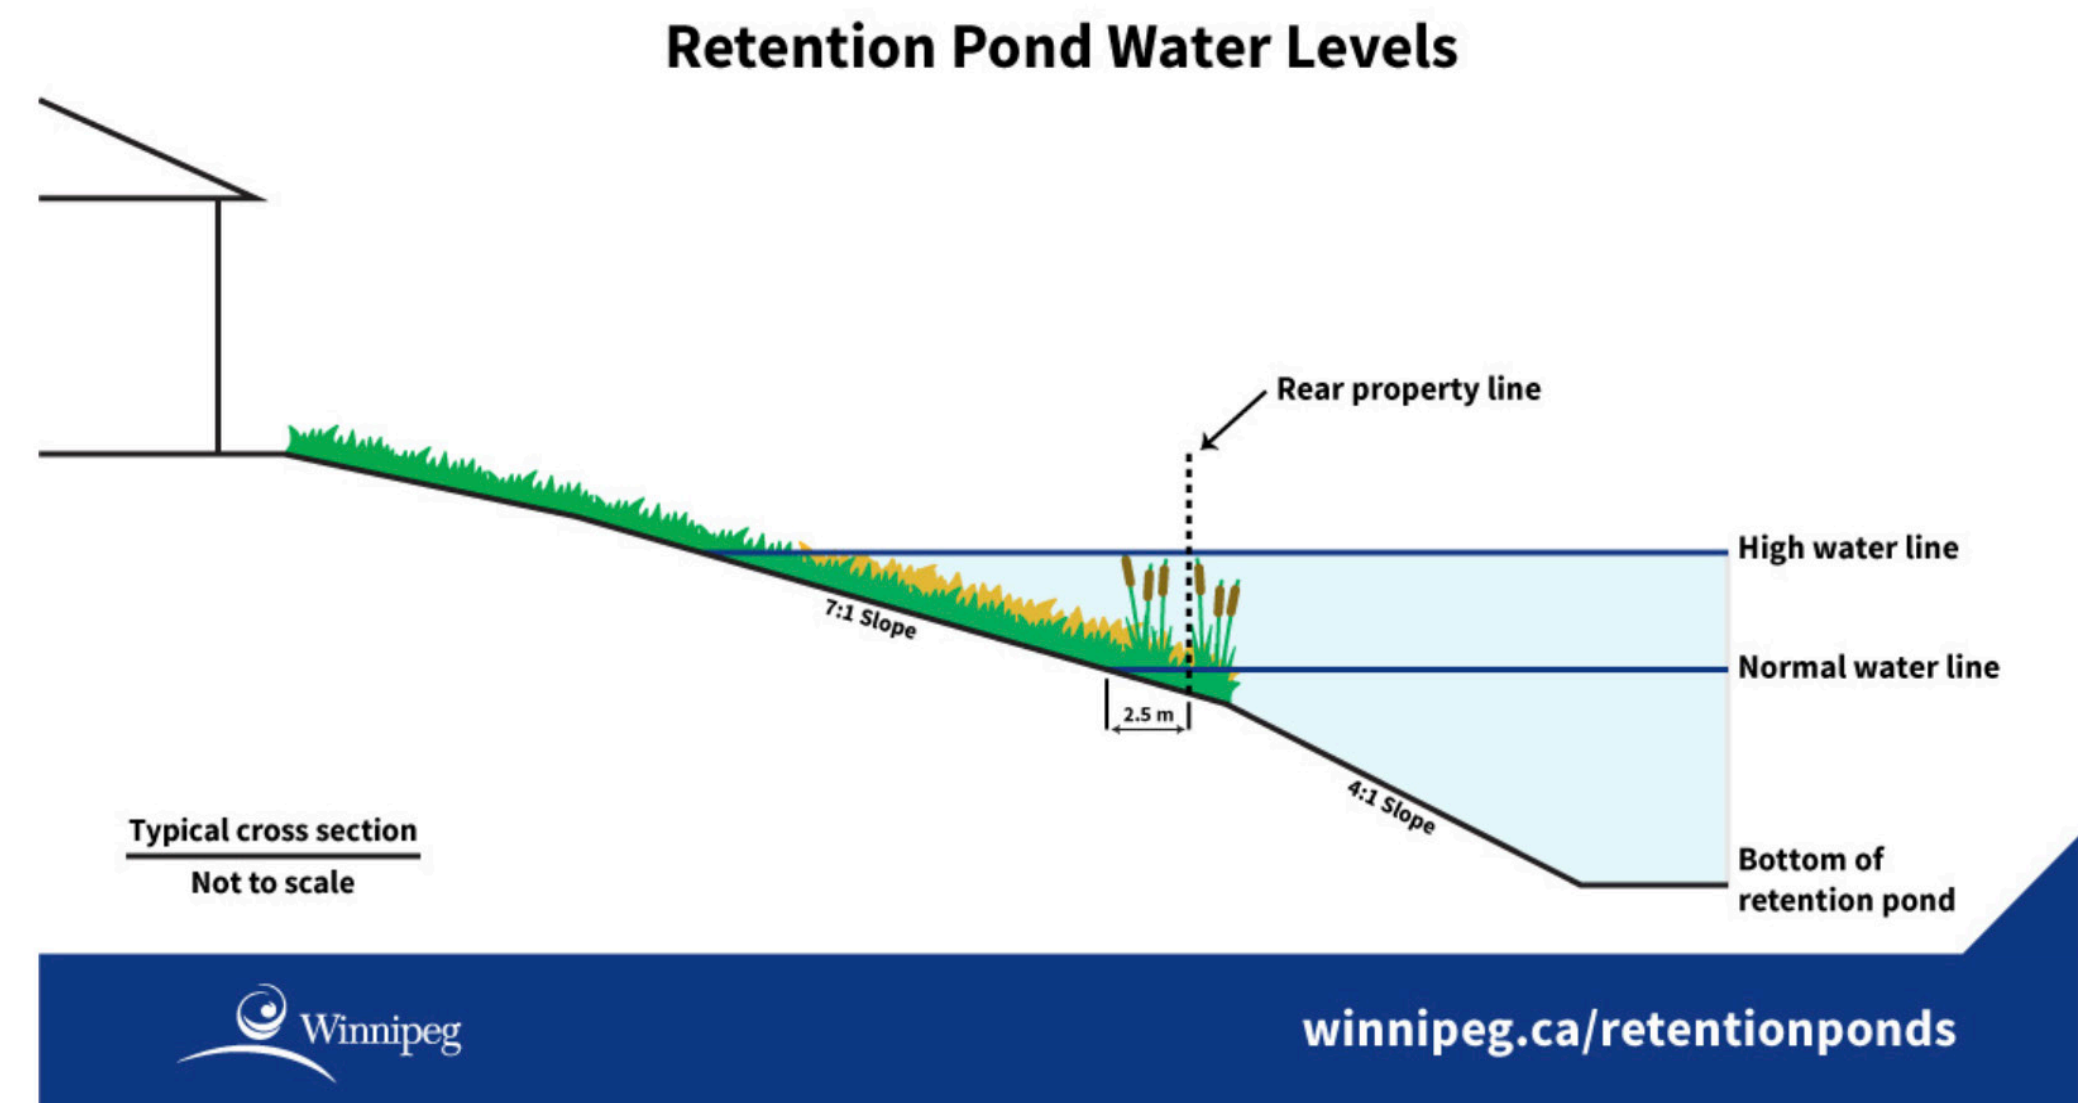 Retention Pond Water Levels
Rear property line
High water line
7:1 Slope
Normal water line
2.5 m
4:1 Slope
Typical cross section
Not to scale
Bottom of
retention pond
Winnipeg
winnipeg.ca/retentionponds